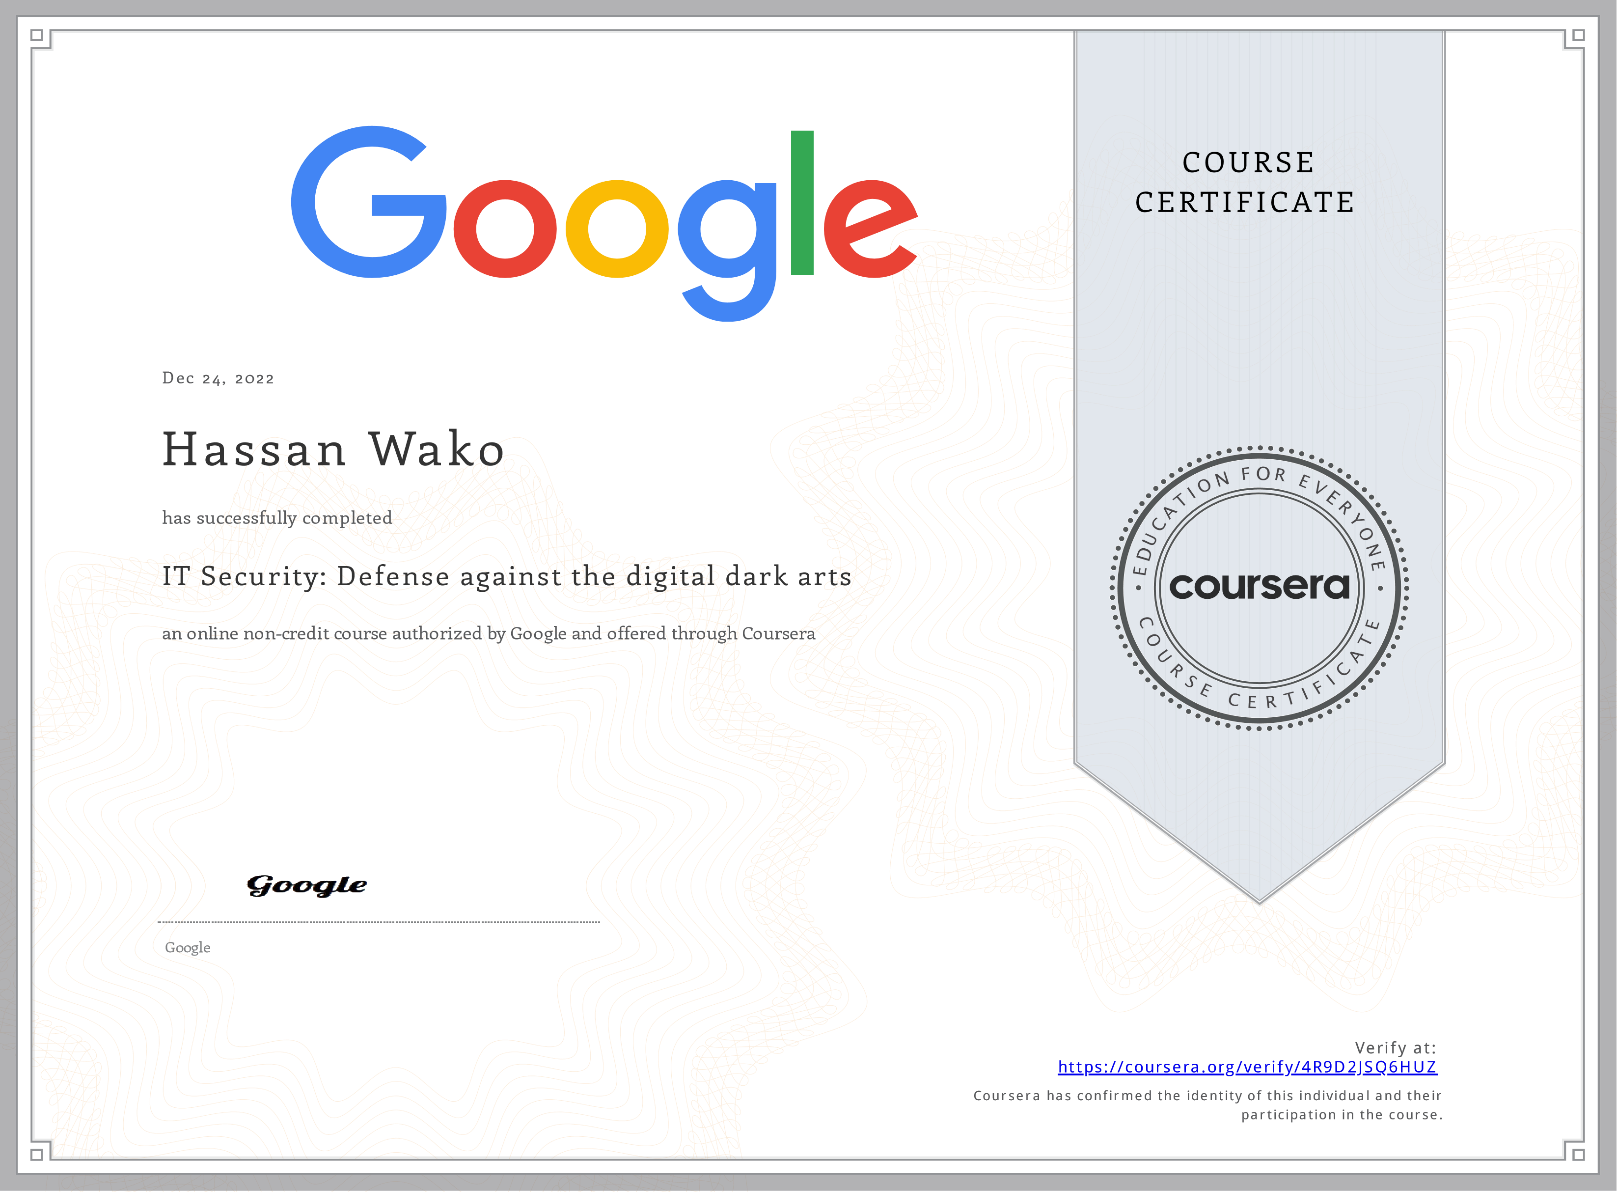 Google
COURSE
CERTIFICATE
Dec 24, 2022
Hassan Wako
has successfully completed
IT Security: Defense against the digital dark arts
an online non-credit course authorized by Google and offered through Coursera
EDUCATION FOR EVERYONE
coursera
COURSE CERTIFICATE
Google
Google
Verify at:
https://coursera.org/verify/4R9D2JSQ6HUZ
Coursera has confirmed the identity of this individual and their
participation in the course.